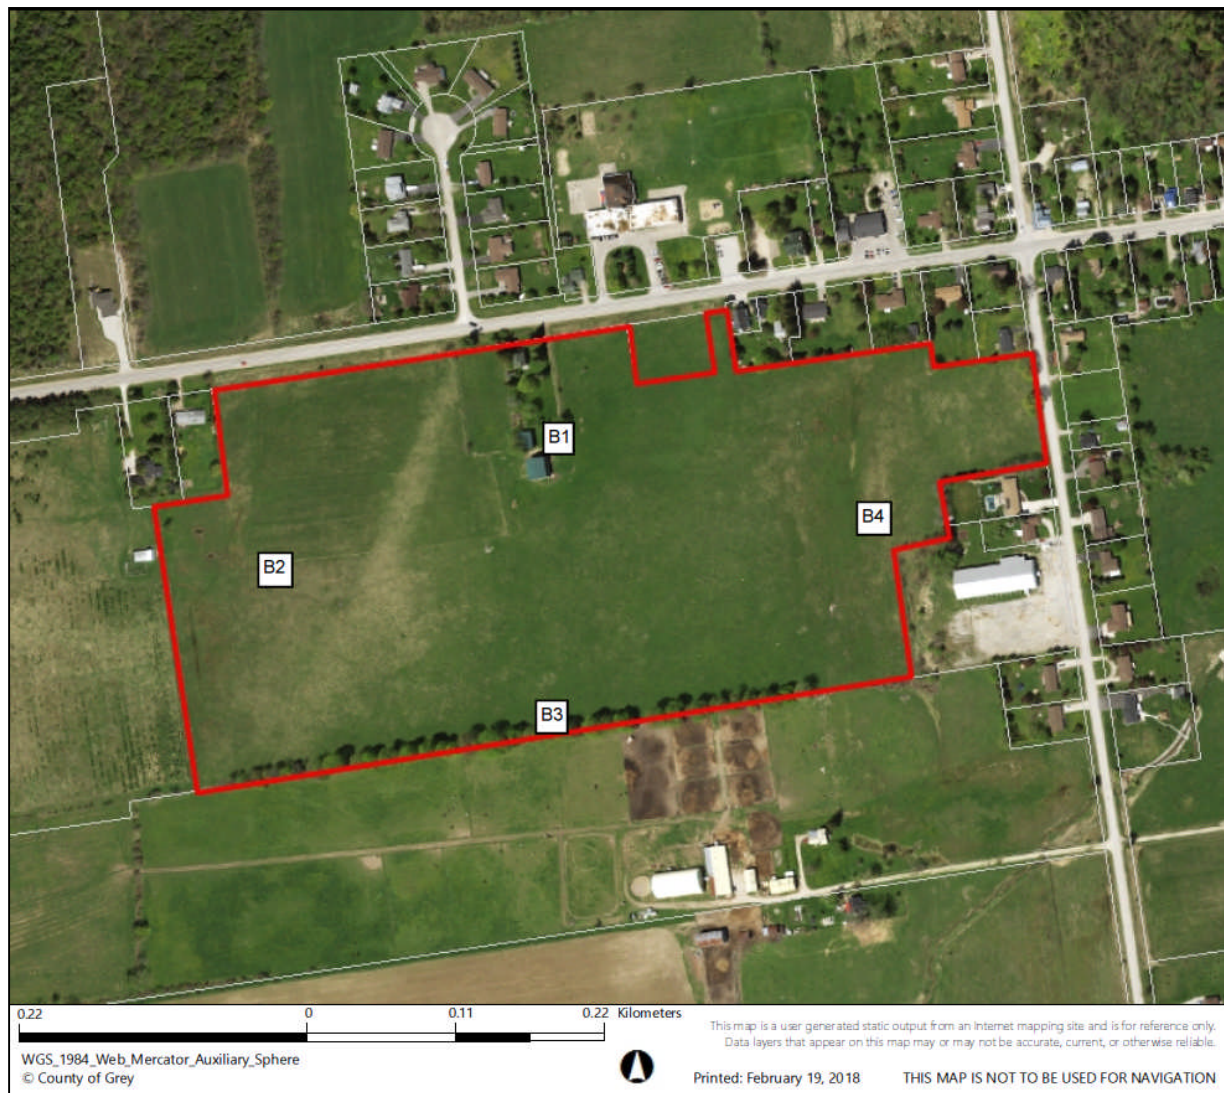 B1
B4
B2
B3
0.22 0 0.11 0.22 Kilometers
This map is a user generated static output from an Internet mapping site and is for reference only.
Data layers that appear on this map may or may not be accurate, current, or otherwise reliable.
WGS_1984_Web_Mercator_Auxiliary_Sphere
© County of Grey
Printed: February 19, 2018 THIS MAP IS NOT TO BE USED FOR NAVIGATION